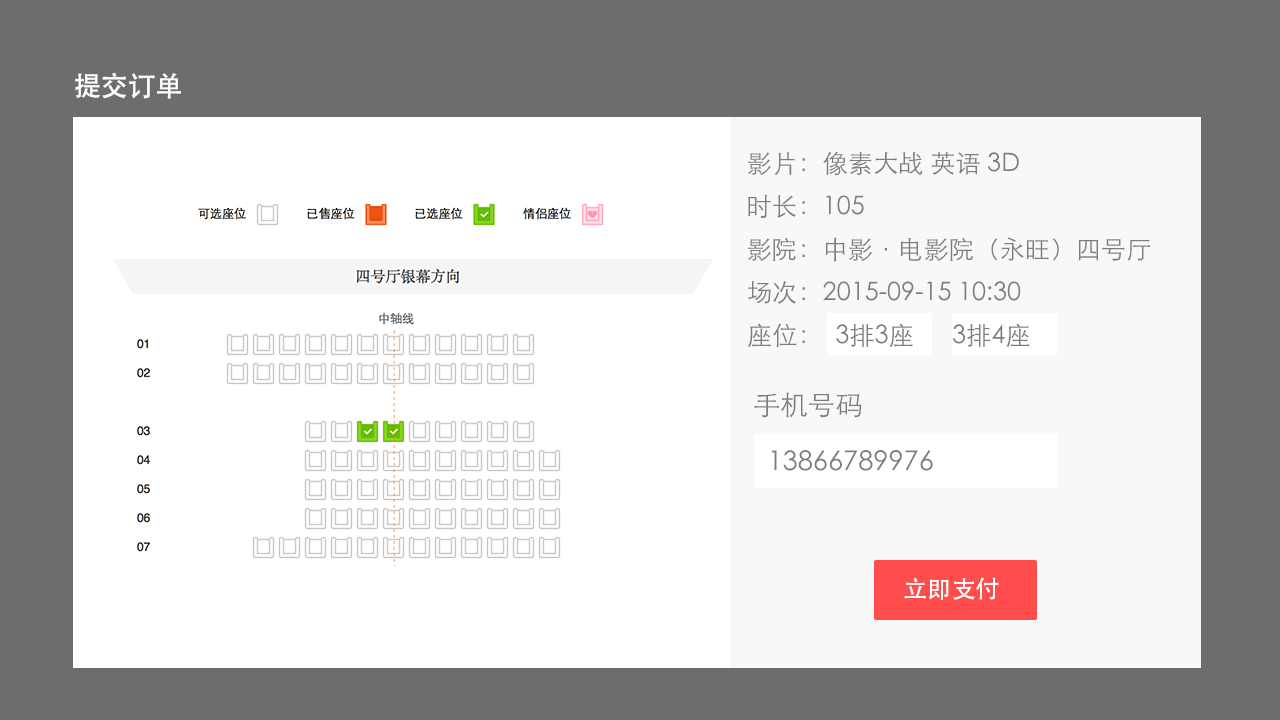 提交订单
可选座位 已售座位 已选座位 情侣座位
四号厅银幕方向
中轴线
01
02
03
04
05
06
07
影片：像素大战 英语 3D
时长：105
影院：中影·电影院（永旺）四号厅
场次：2015-09-15 10:30
座位：3排3座 3排4座
手机号码
13866789976
立即支付